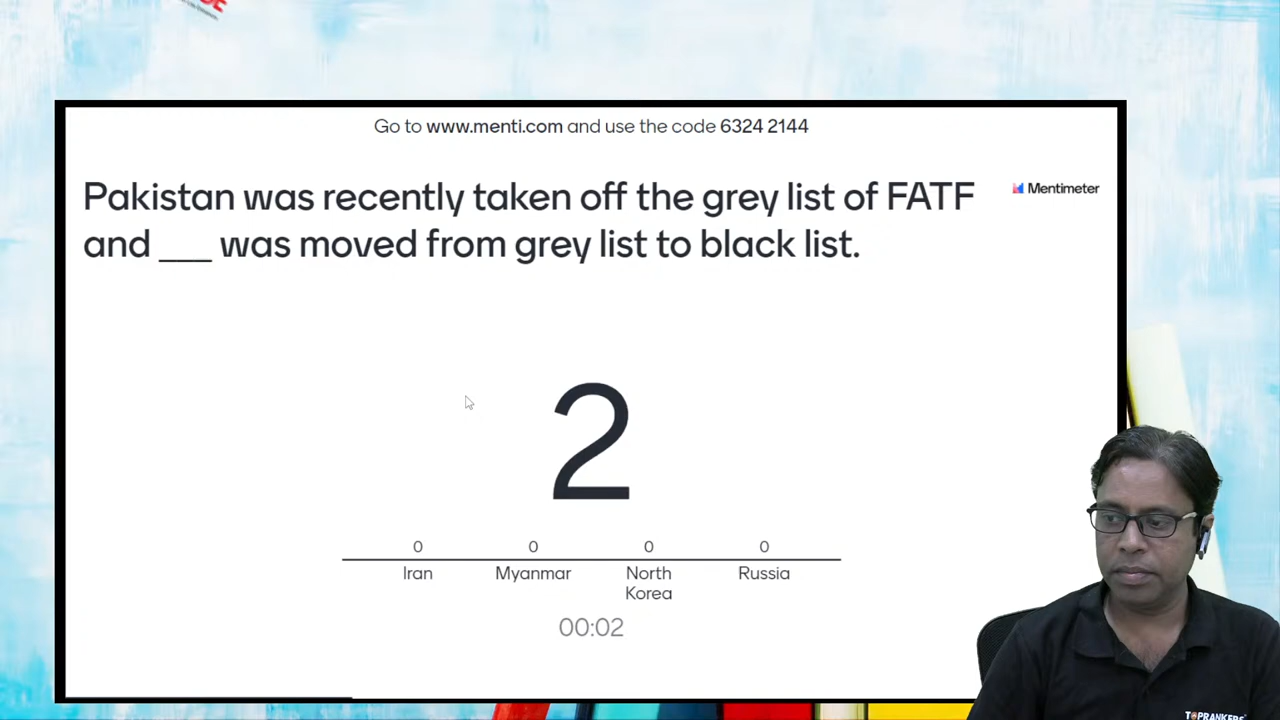 Go to www.menti.com and use the code 6324 2144
Pakistan was recently taken off the grey list of FATF
Mentimeter
and ___ was moved from grey list to black list.
2
0 0 0 0
Iran Myanmar North Korea Russia
00:02
TOPRANKERS